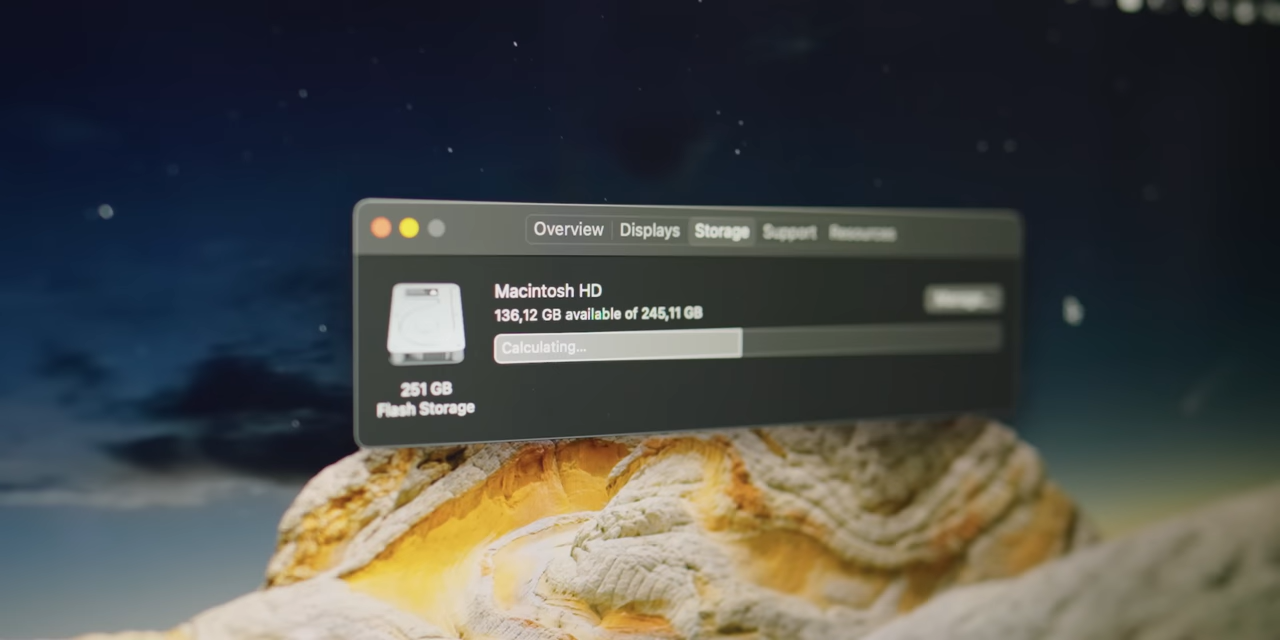 Overview Displays Storage Support Resources
Macintosh HD
136,12 GB available of 245,11 GB
Calculating...
251 GB
Flash Storage